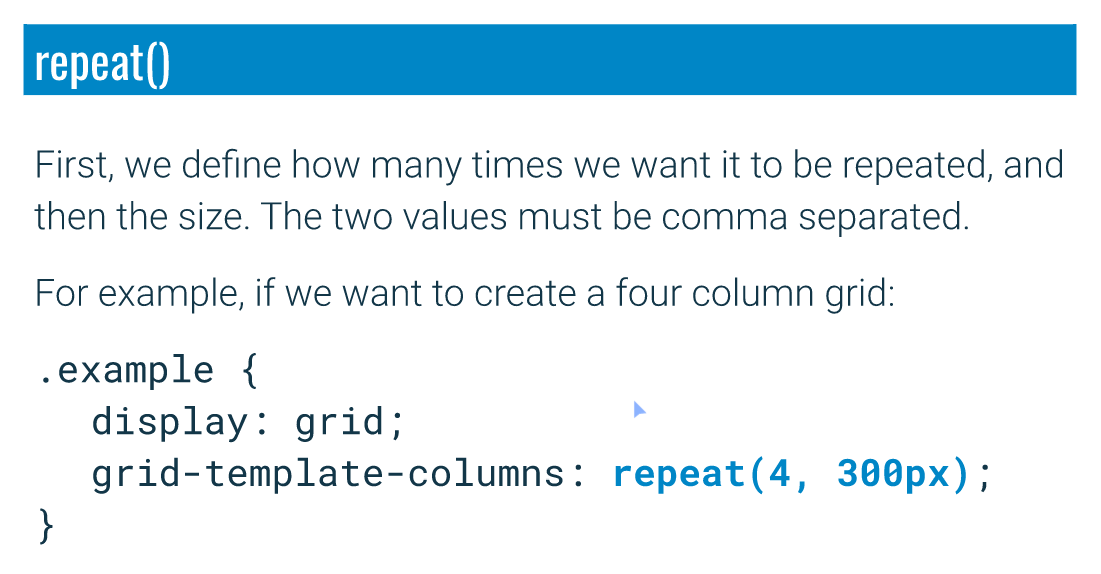 repeat()
First, we define how many times we want it to be repeated, and
then the size. The two values must be comma separated.
For example, if we want to create a four column grid:
.example {
display: grid;
grid-template-columns: repeat(4, 300px);
}